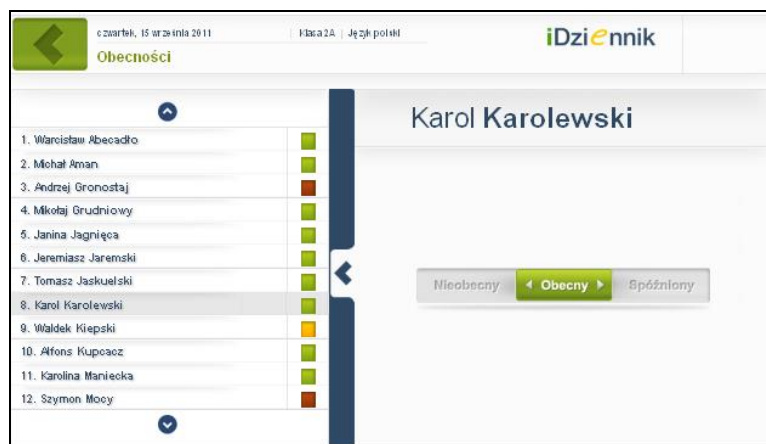 czwartek, 15 września 2011
Klasa 2A | Język polski
iDziennik
Obecności
Karol Karolewski
1. Warcisław Abecadło
2. Michał Aman
3. Andrzej Gronostaj
4. Mikołaj Grudniowy
5. Janina Jagnięca
6. Jeremiasz Jaremski
7. Tomasz Jaskuelski
8. Karol Karolewski
9. Waldek Kiepski
10. Alfons Kupcacz
11. Karolina Maniecka
12. Szymon Mocy
Nieobecny Obecny Spóźniony